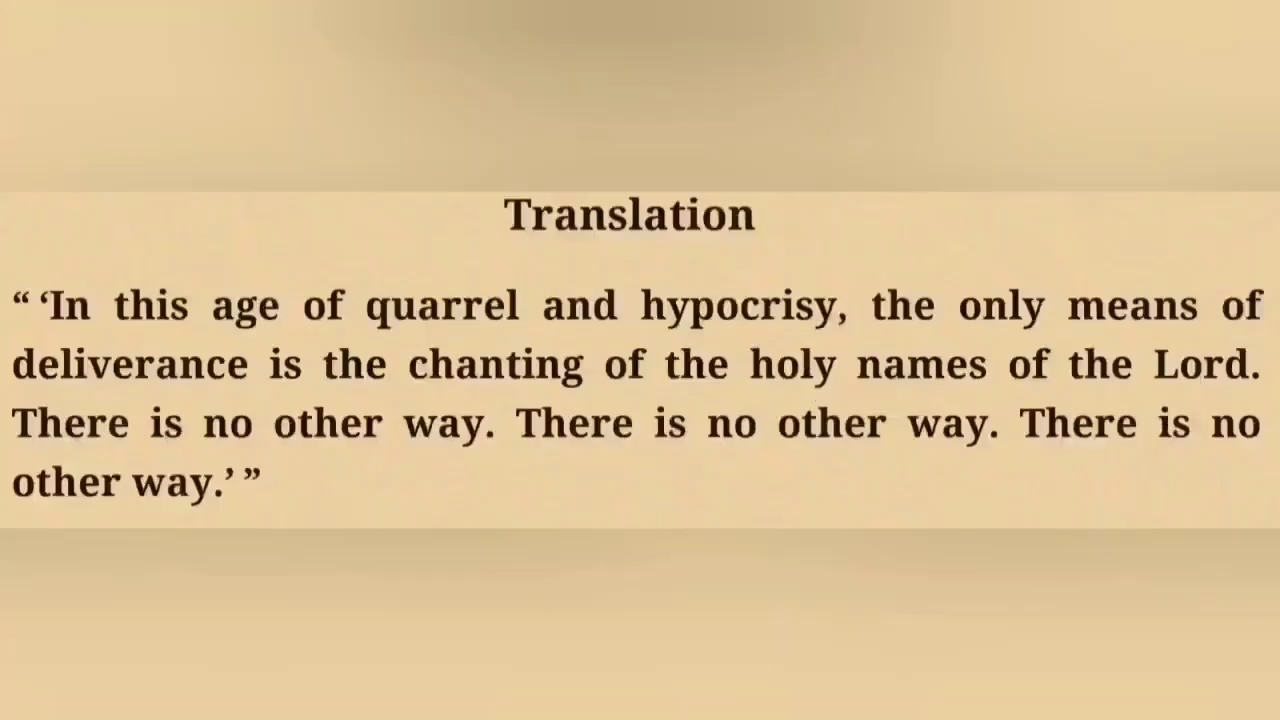 Translation
“ ‘In this age of quarrel and hypocrisy, the only means of
deliverance is the chanting of the holy names of the Lord.
There is no other way. There is no other way. There is no
other way.’ ”